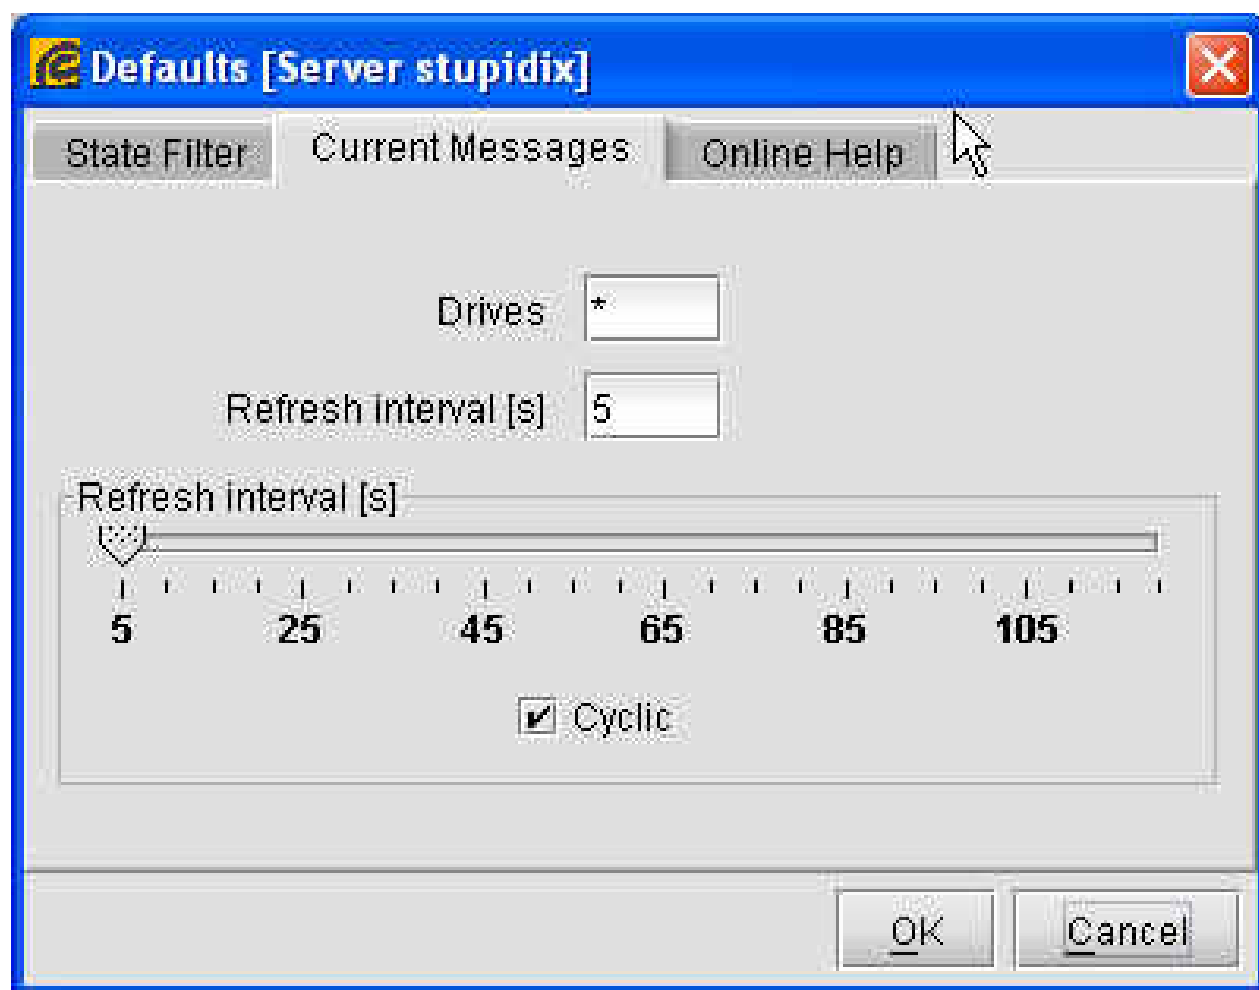 Defaults [Server stupidix]
State Filter Current Messages Online Help
Drives *
Refresh interval [s] 5
Refresh interval [s]
5 25 45 65 85 105
Cyclic
OK Cancel